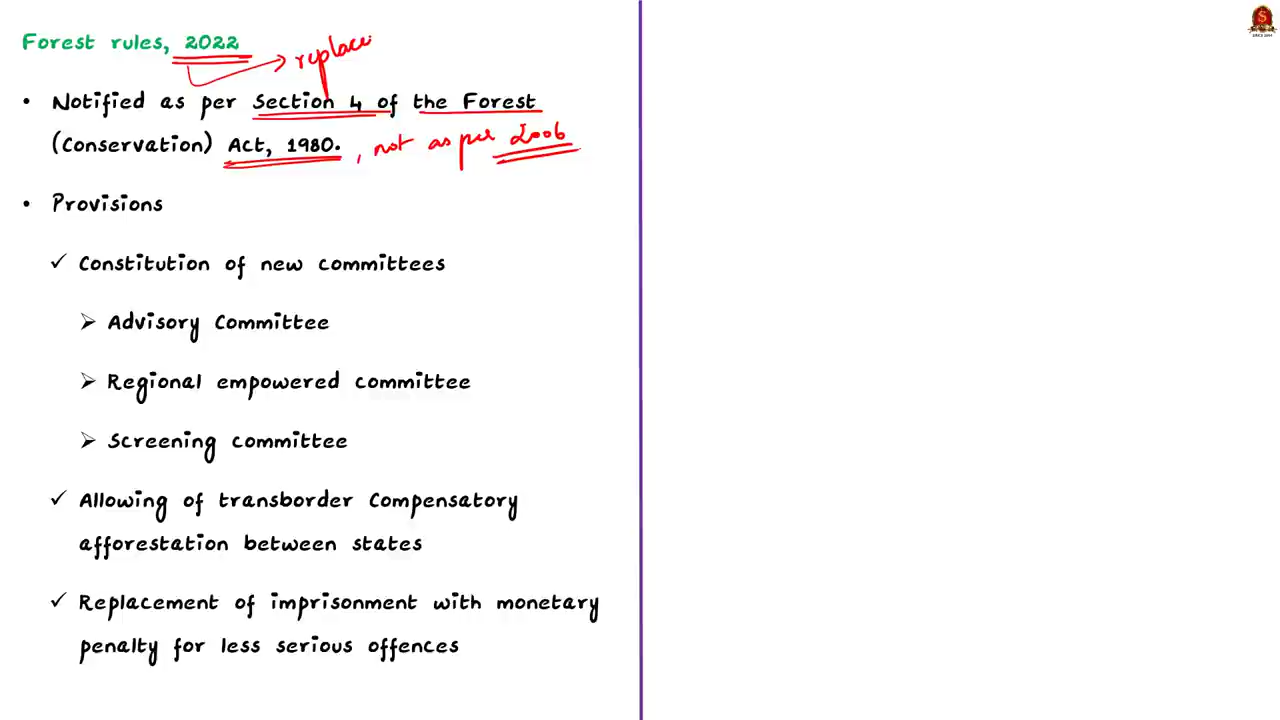 Forest rules, 2022
replace
• Notified as per Section 4 of the Forest
(Conservation) Act, 1980. , not as per 2006
• Provisions
✓ Constitution of new committees
➢ Advisory Committee
➢ Regional empowered committee
➢ Screening committee
✓ Allowing of transborder Compensatory
afforestation between states
✓ Replacement of imprisonment with monetary
penalty for less serious offences
S